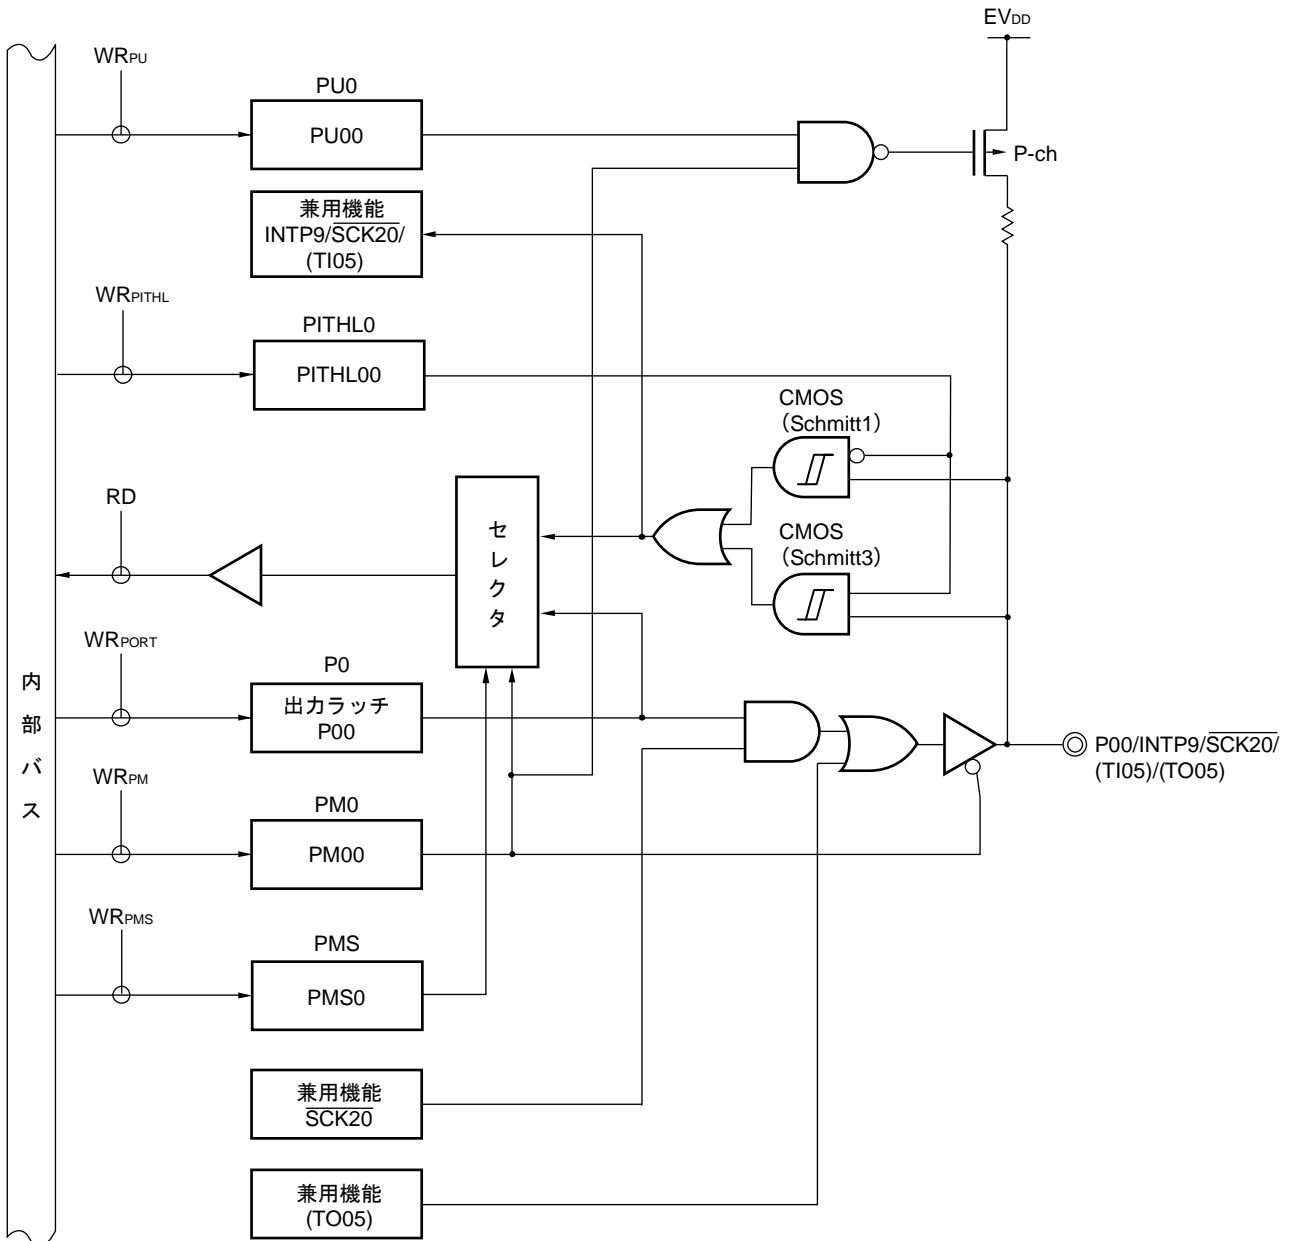 EVDD
WRPU
PU0
PU00
P-ch
兼用機能
INTP9/SCK20/
(TI05)
WRPITHL
PITHL0
PITHL00
CMOS
（Schmitt1）
RD
セレクタ
CMOS
（Schmitt3）
WRPORT
P0
出力ラッチ
P00
内部バス
P00/INTP9/SCK20/
(TI05)/(TO05)
WRPM
PM0
PM00
WRPMS
PMS
PMS0
兼用機能
SCK20
兼用機能
(TO05)